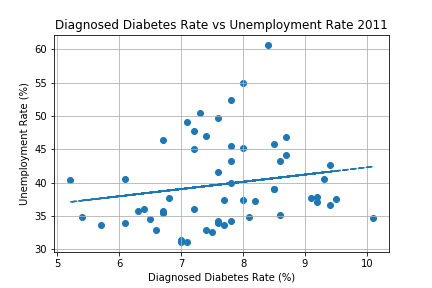 Diagnosed Diabetes Rate vs Unemployment Rate 2011
Unemployment Rate (%)
60
55
50
45
40
35
30
5 6 7 8 9 10
Diagnosed Diabetes Rate (%)